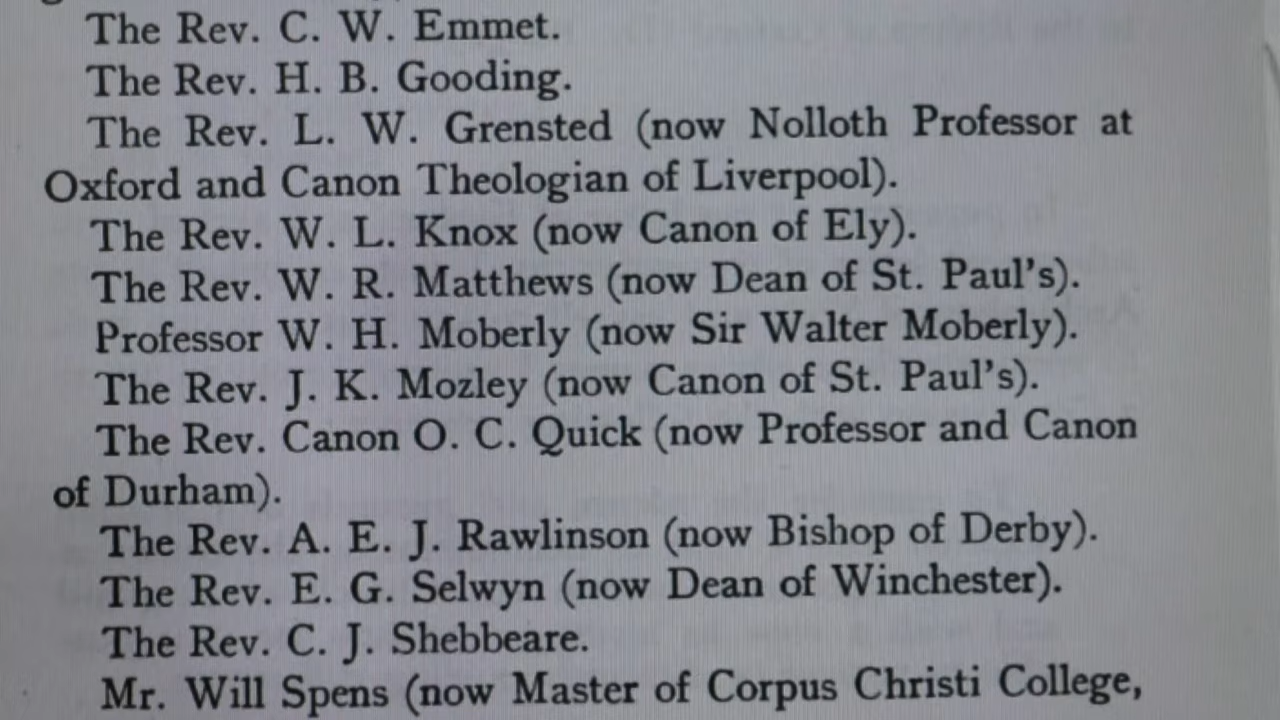 The Rev. C. W. Emmet.
The Rev. H. B. Gooding.
The Rev. L. W. Grensted (now Nolloth Professor at
Oxford and Canon Theologian of Liverpool).
The Rev. W. L. Knox (now Canon of Ely).
The Rev. W. R. Matthews (now Dean of St. Paul's).
Professor W. H. Moberly (now Sir Walter Moberly).
The Rev. J. K. Mozley (now Canon of St. Paul's).
The Rev. Canon O. C. Quick (now Professor and Canon
of Durham).
The Rev. A. E. J. Rawlinson (now Bishop of Derby).
The Rev. E. G. Selwyn (now Dean of Winchester).
The Rev. C. J. Shebbeare.
Mr. Will Spens (now Master of Corpus Christi College,